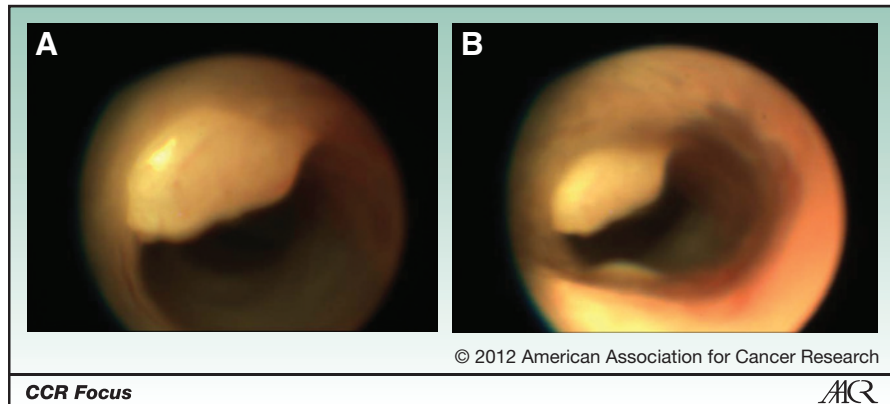 A
B
© 2012 American Association for Cancer Research
CCR Focus
AACR